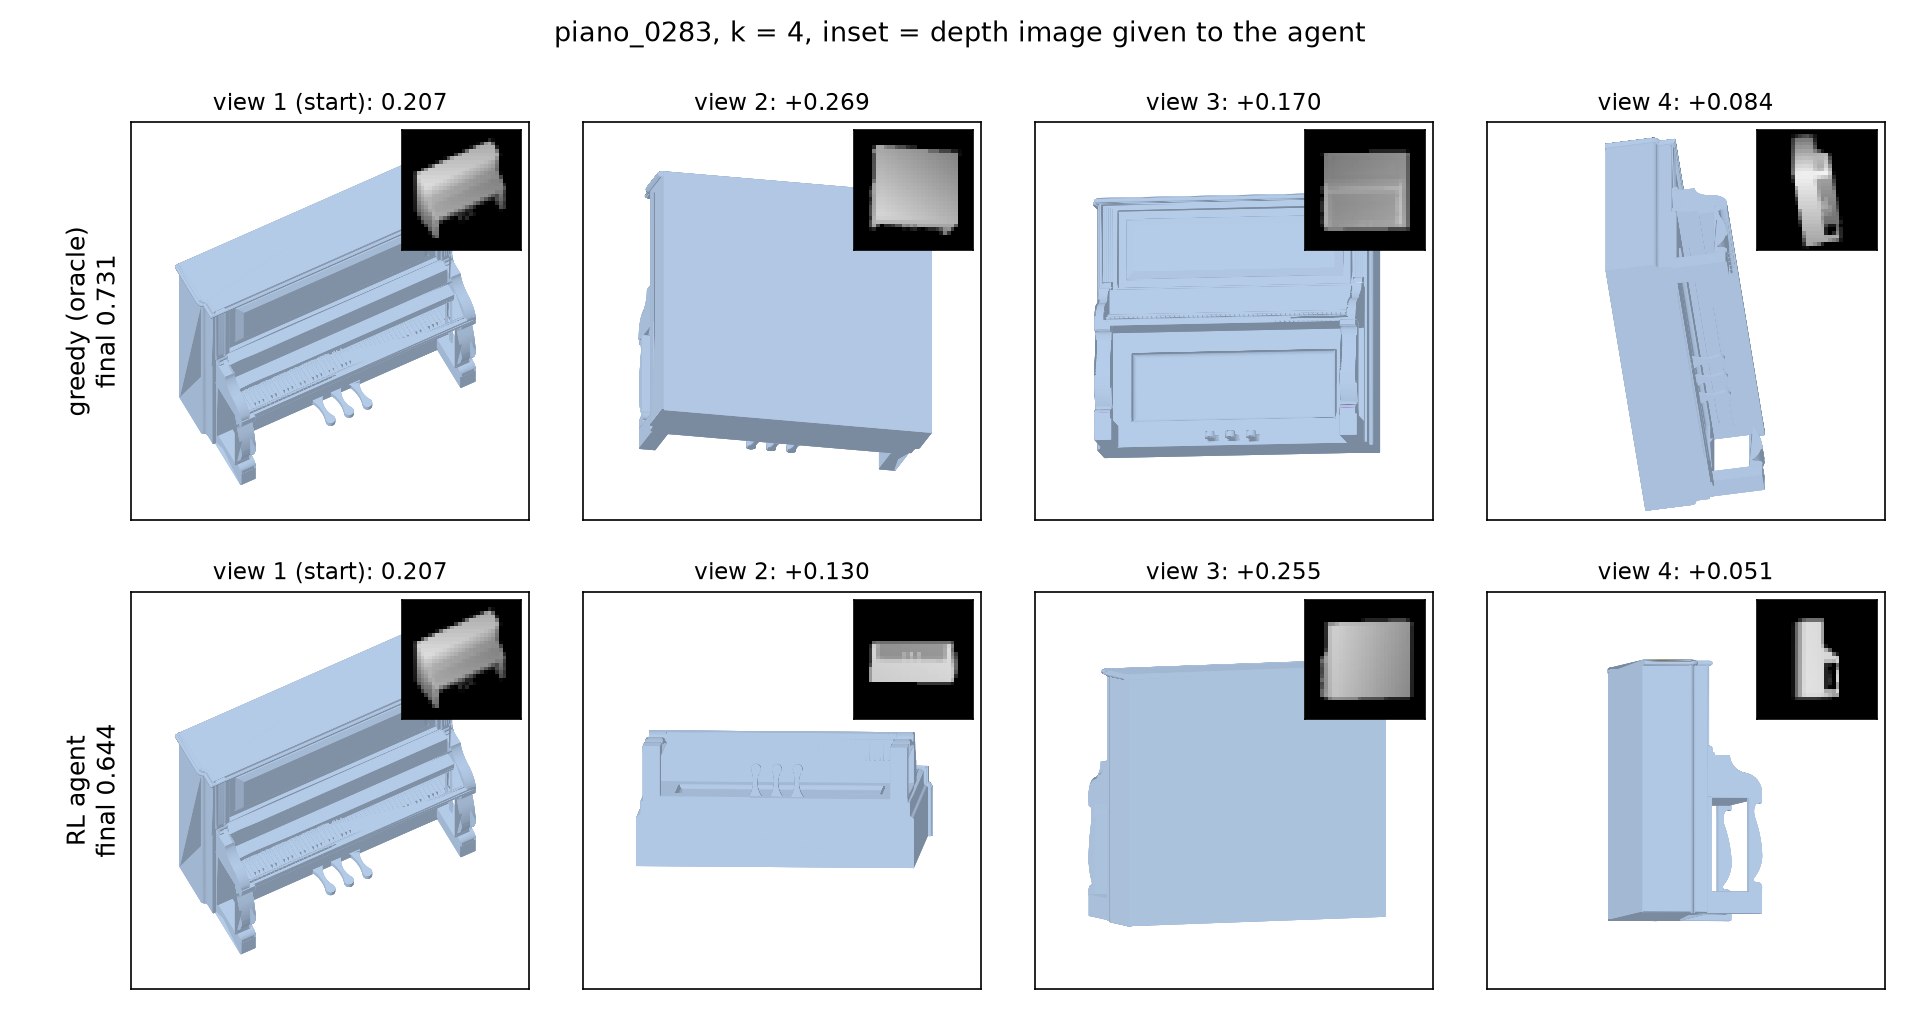 piano_0283, k = 4, inset = depth image given to the agent
view 1 (start): 0.207
view 2: +0.269
view 3: +0.170
view 4: +0.084
greedy (oracle)
final 0.731
view 1 (start): 0.207
view 2: +0.130
view 3: +0.255
view 4: +0.051
RL agent
final 0.644